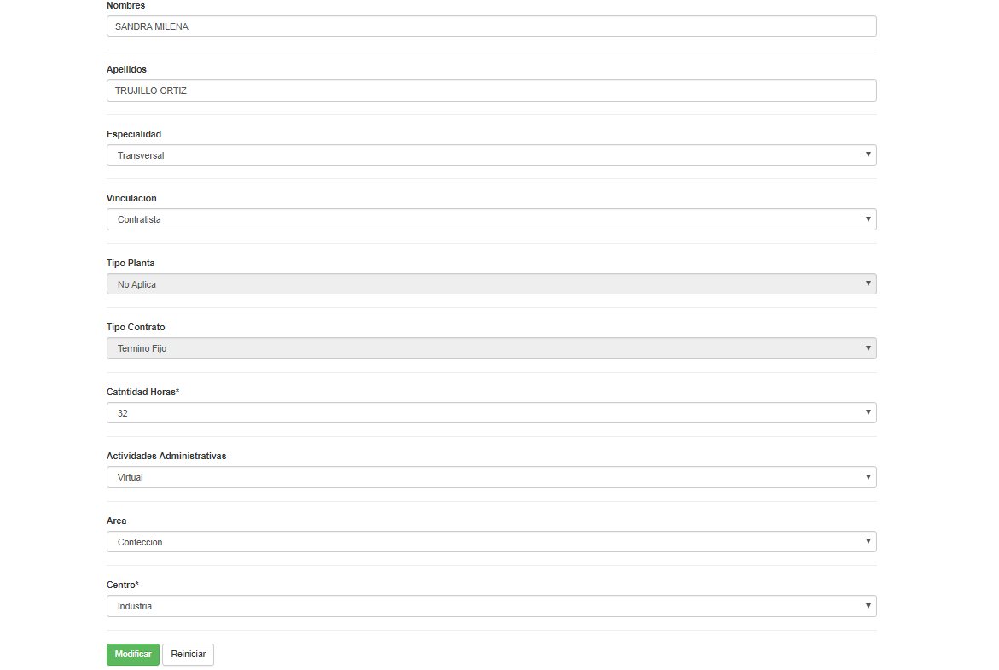 Nombres
SANDRA MILENA
Apellidos
TRUJILLO ORTIZ
Especialidad
Transversal
Vinculacion
Contratista
Tipo Planta
No Aplica
Tipo Contrato
Termino Fijo
Catntidad Horas*
32
Actividades Administrativas
Virtual
Area
Confeccion
Centro*
Industria
Modificar Reiniciar